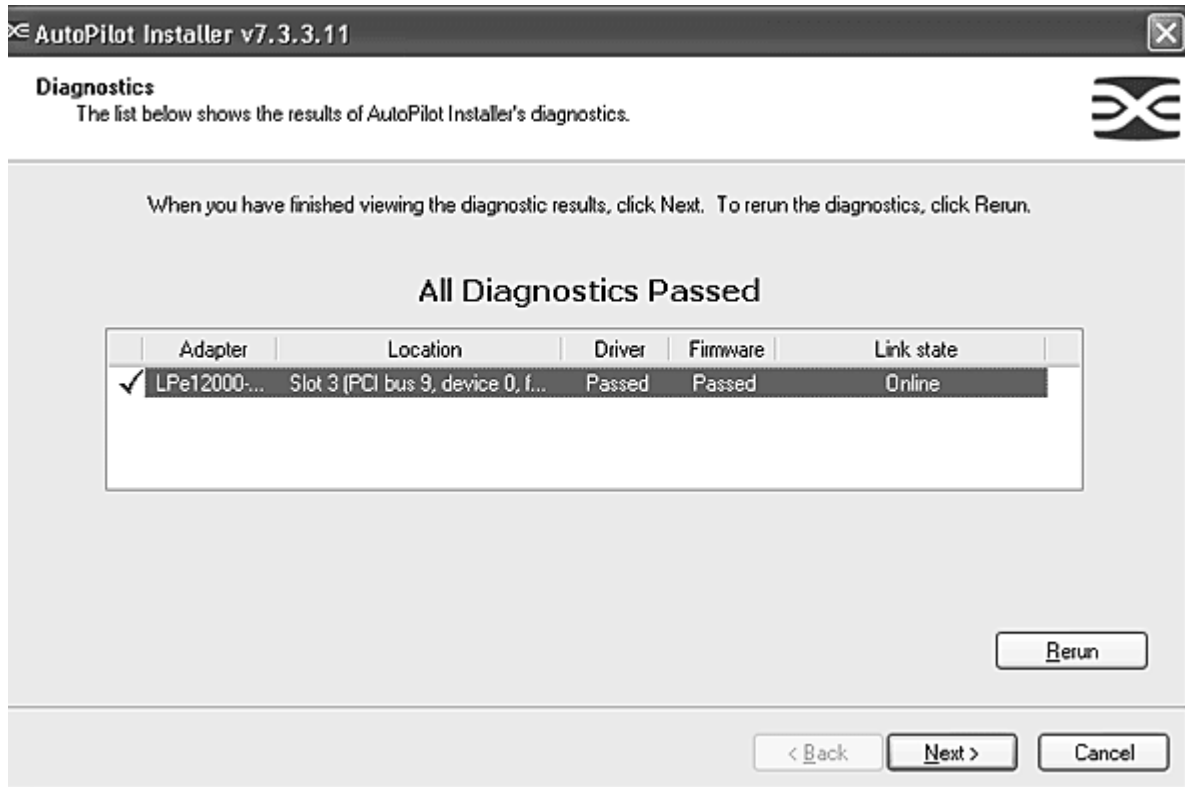 AutoPilot Installer v7.3.3.11
Diagnostics
The list below shows the results of AutoPilot Installer's diagnostics.
When you have finished viewing the diagnostic results, click Next. To rerun the diagnostics, click Rerun.
All Diagnostics Passed
Adapter Location Driver Firmware Link state
LPe12000-... Slot 3 (PCI bus 9, device 0, f... Passed Passed Online
Rerun
< Back Next > Cancel